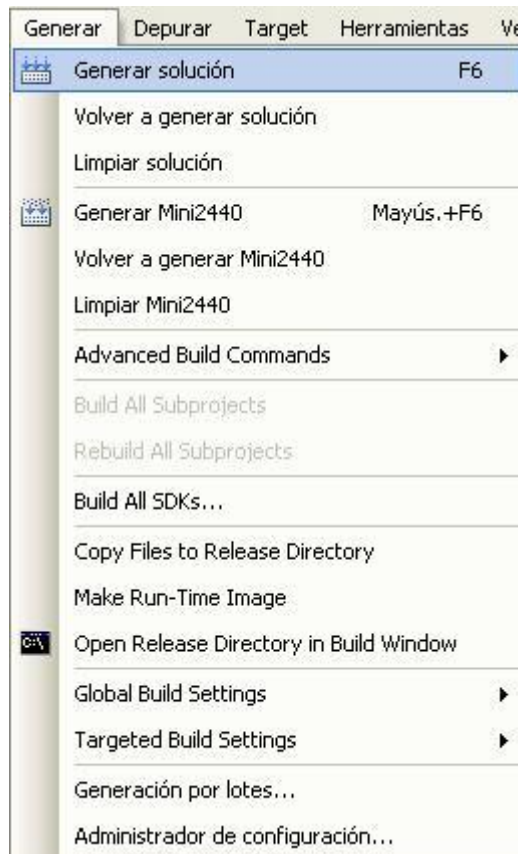 Generar Depurar Target Herramientas
Generar solución F6
Volver a generar solución
Limpiar solución
Generar Mini2440 Mayús.+F6
Volver a generar Mini2440
Limpiar Mini2440
Advanced Build Commands
Build All Subprojects
Rebuild All Subprojects
Build All SDKs...
Copy Files to Release Directory
Make Run-Time Image
Open Release Directory in Build Window
Global Build Settings
Targeted Build Settings
Generación por lotes...
Administrador de configuración...